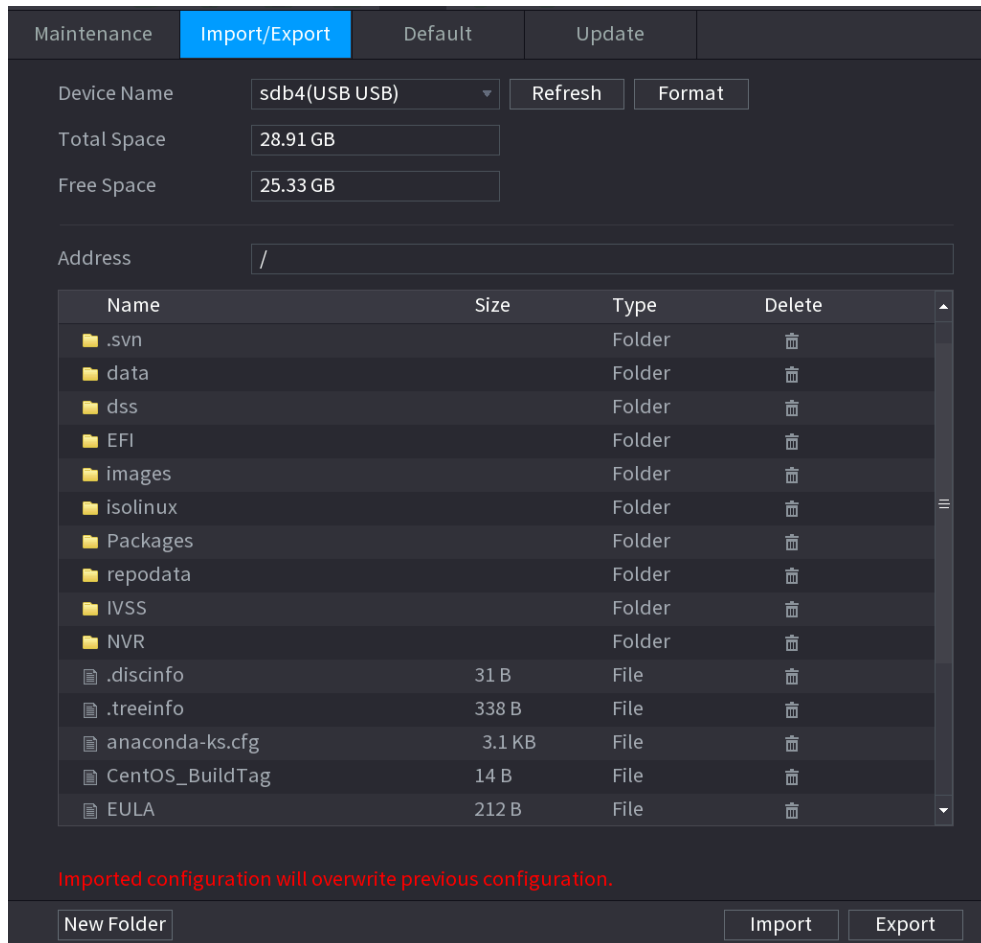 Maintenance Import/Export Default Update
Device Name sdb4(USB USB) Refresh Format
Total Space 28.91 GB
Free Space 25.33 GB
Address /
Name Size Type Delete
.svn Folder
data Folder
dss Folder
EFI Folder
images Folder
isolinux Folder
Packages Folder
repodata Folder
IVSS Folder
NVR Folder
.discinfo 31 B File
.treeinfo 338 B File
anaconda-ks.cfg 3.1 KB File
CentOS_BuildTag 14 B File
EULA 212 B File
Imported configuration will overwrite previous configuration.
New Folder Import Export